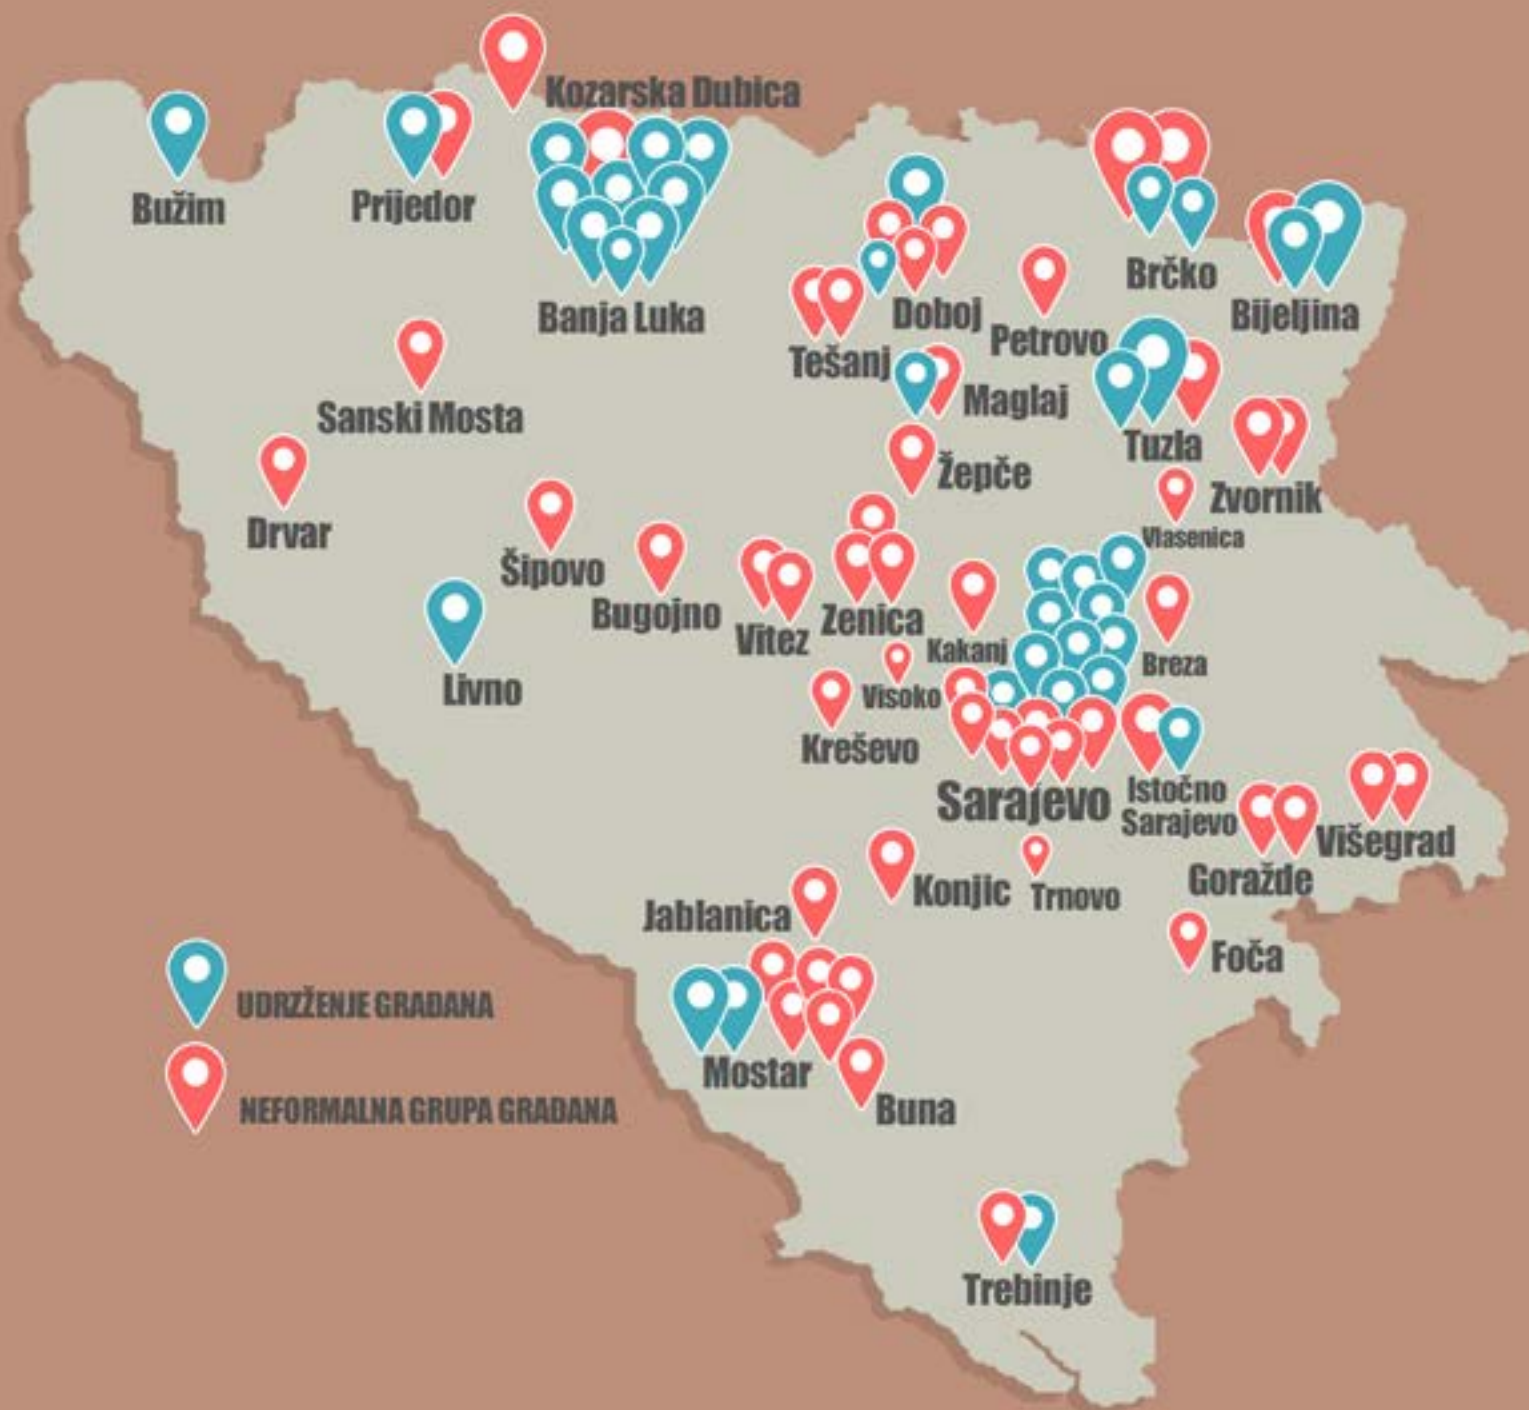 Kozarska Dubica
Bužim
Prijedor
Banja Luka
Brčko
Bijeljina
Doboj
Petrovo
Tešanj
Maglaj
Sanski Mosta
Tuzla
Žepče
Zvornik
Drvar
Vlasenica
Šipovo
Bugojno
Vitez
Zenica
Kakanj
Breza
Livno
Visoko
Kreševo
Sarajevo
Istočno
Sarajevo
Višegrad
Goražde
Konjic
Trnovo
Jablanica
Foča
UDRZŽENJE GRAĐANA
Mostar
NEFORMALNA GRUPA GRAĐANA
Buna
Trebinje